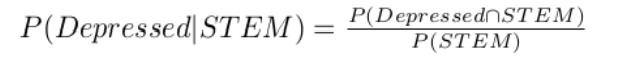 P(Depressed|STEM) = P(Depressed∩STEM) / P(STEM)